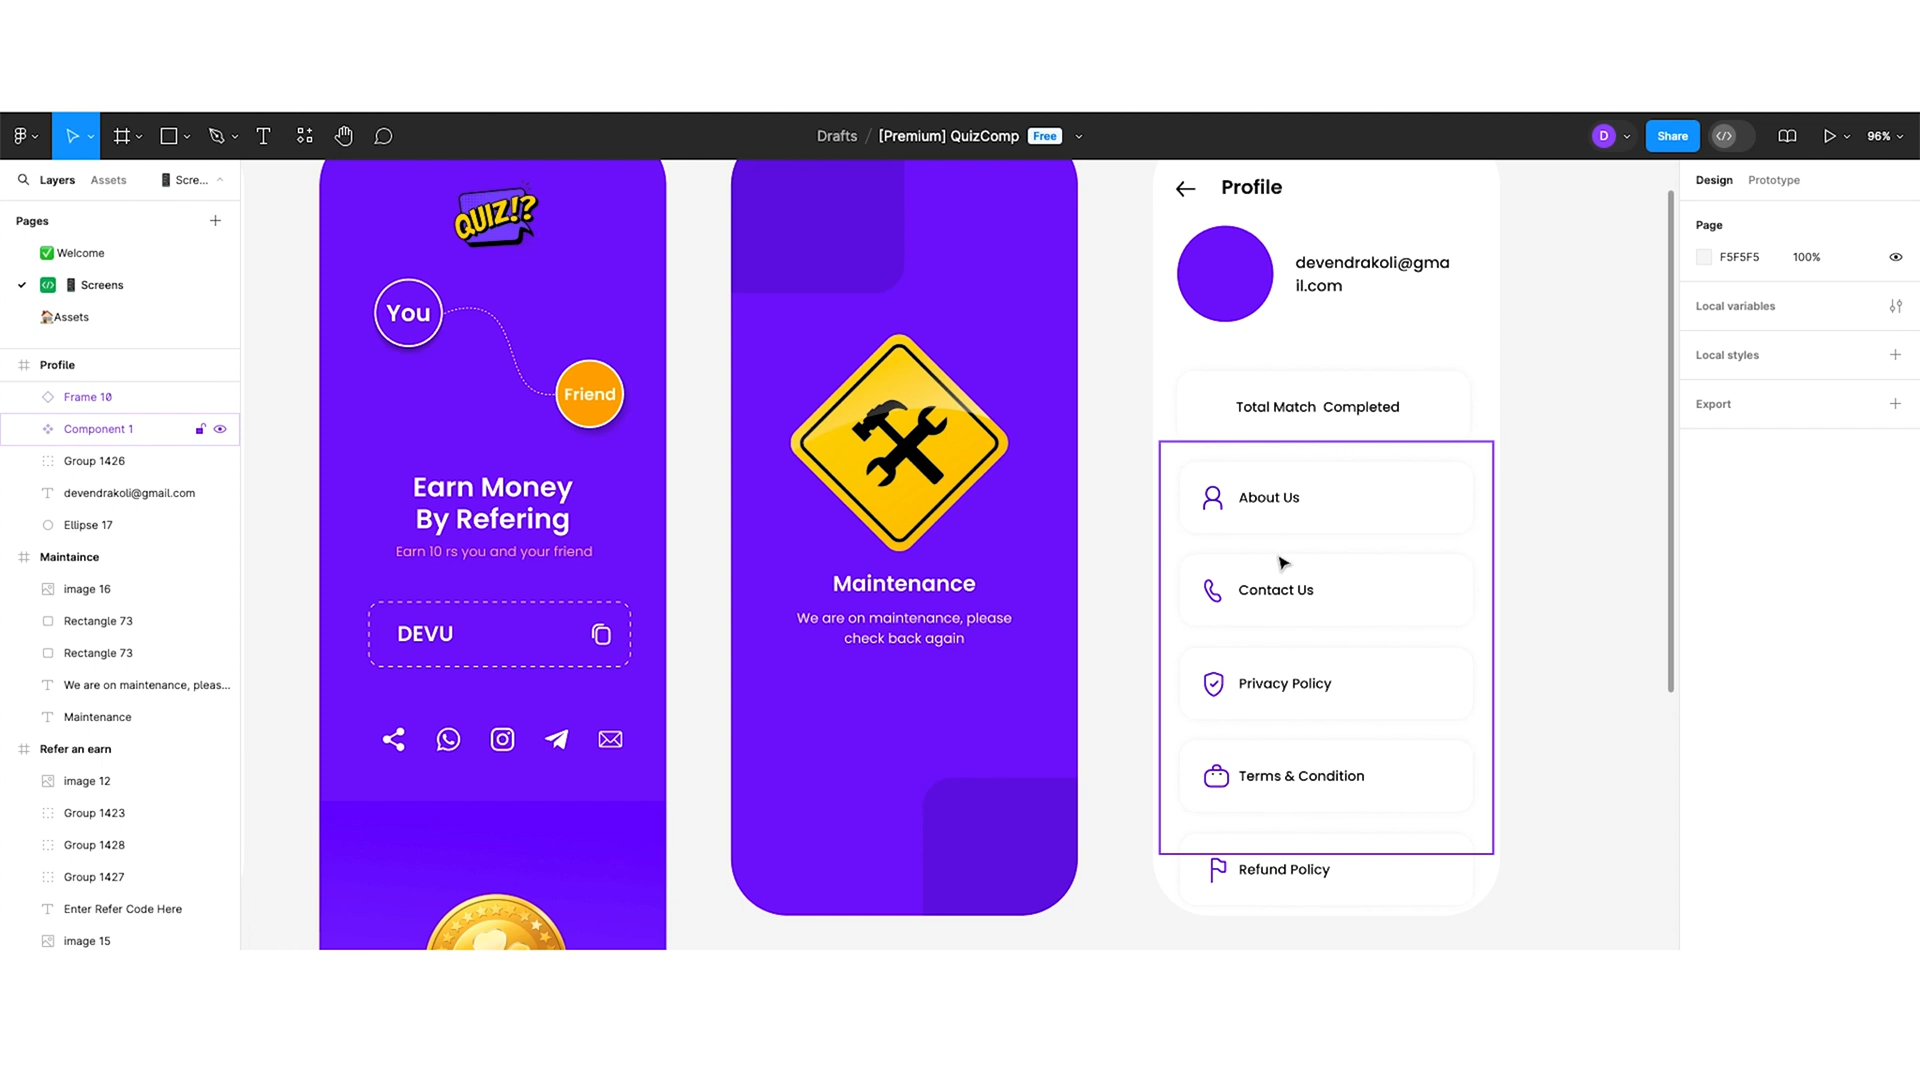 Drafts / [Premium] QuizComp Free
D
Share
96%
Layers
Assets
Scre...
Pages
Welcome
Screens
Assets
Profile
Frame 10
Component 1
Group 1426
devendrakoli@gmail.com
Ellipse 17
Maintaince
image 16
Rectangle 73
Rectangle 73
We are on maintenance, pleas...
Maintenance
Refer an earn
image 12
Group 1423
Group 1428
Group 1427
Enter Refer Code Here
image 15
QUIZ!?
You
Friend
Earn Money
By Refering
Earn 10 rs you and your friend
DEVU
Maintenance
We are on maintenance, please
check back again
Profile
devendrakoli@gma
il.com
Total Match Completed
About Us
Contact Us
Privacy Policy
Terms & Condition
Refund Policy
Design
Prototype
Page
F5F5F5
100%
Local variables
Local styles
Export